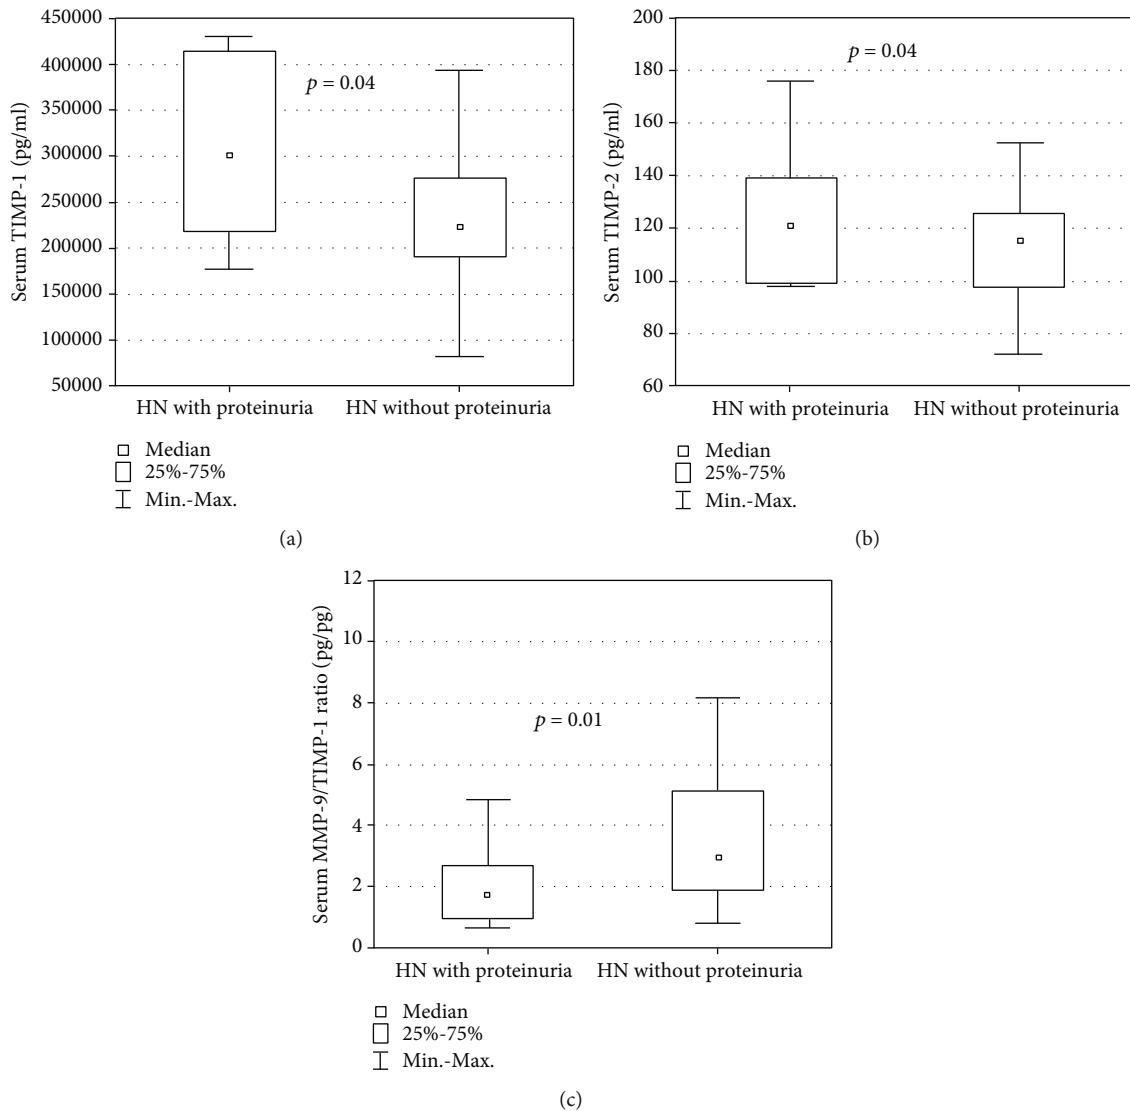 Serum TIMP-1 (pg/ml)
450000
400000
350000
300000
250000
200000
150000
100000
50000
p = 0.04
HN with proteinuria
HN without proteinuria
Median
25%-75%
Min.-Max.
(a)
Serum TIMP-2 (pg/ml)
200
180
160
140
120
100
80
60
p = 0.04
HN with proteinuria
HN without proteinuria
Median
25%-75%
Min.-Max.
(b)
Serum MMP-9/TIMP-1 ratio (pg/pg)
12
10
8
6
4
2
0
p = 0.01
HN with proteinuria
HN without proteinuria
Median
25%-75%
Min.-Max.
(c)